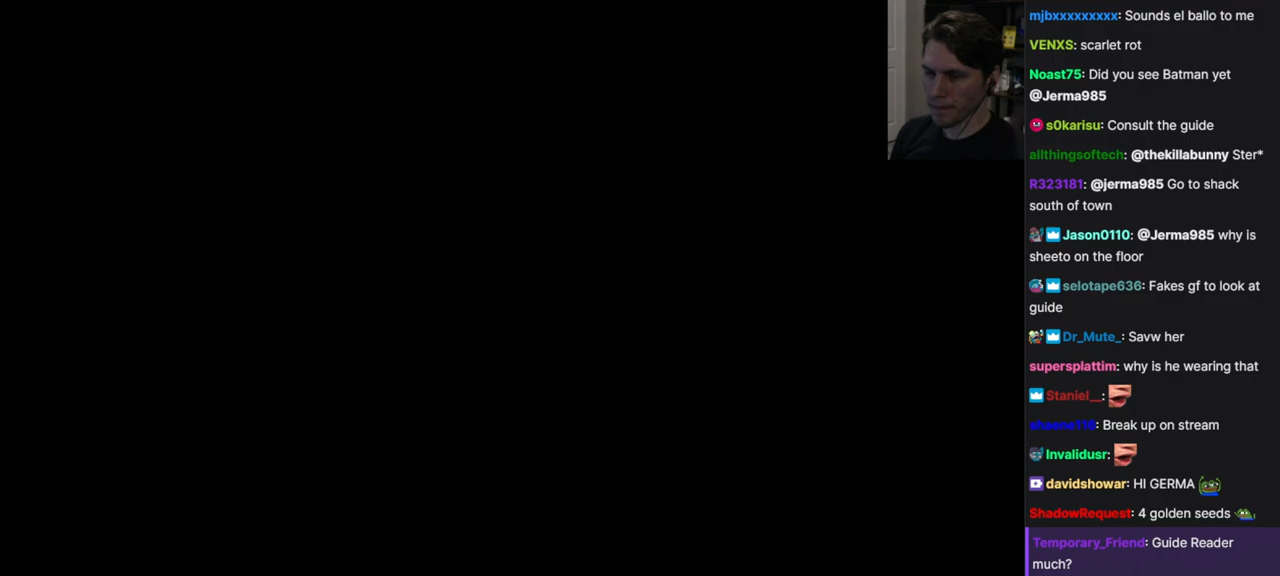 mjbxxxxxxxxx: Sounds el ballo to me
VENXS: scarlet rot
Noast75: Did you see Batman yet
@Jerma985
s0karisu: Consult the guide
allthingsoftech: @thekillabunny Ster*
R323181: @jerma985 Go to shack
south of town
Jason0110: @Jerma985 why is
sheeto on the floor
selotape636: Fakes gf to look at
guide
Dr_Mute_: Savw her
supersplattim: why is he wearing that
Staniel__:
: Break up on stream
Invalidusr:
davidshowar: HI GERMA
ShadowRequest: 4 golden seeds
Temporary_Friend: Guide Reader
much?